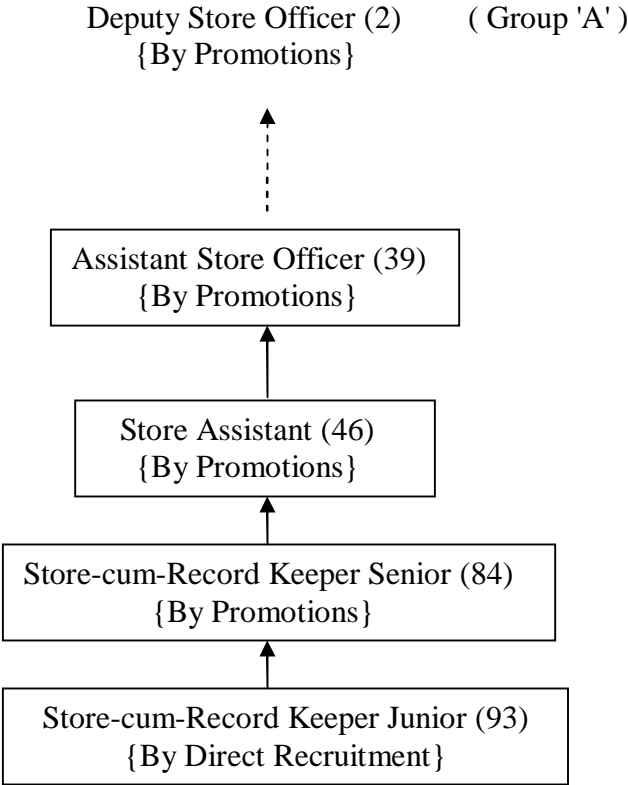 Deputy Store Officer (2) ( Group 'A' )
{By Promotions}
Assistant Store Officer (39)
{By Promotions}
Store Assistant (46)
{By Promotions}
Store-cum-Record Keeper Senior (84)
{By Promotions}
Store-cum-Record Keeper Junior (93)
{By Direct Recruitment}